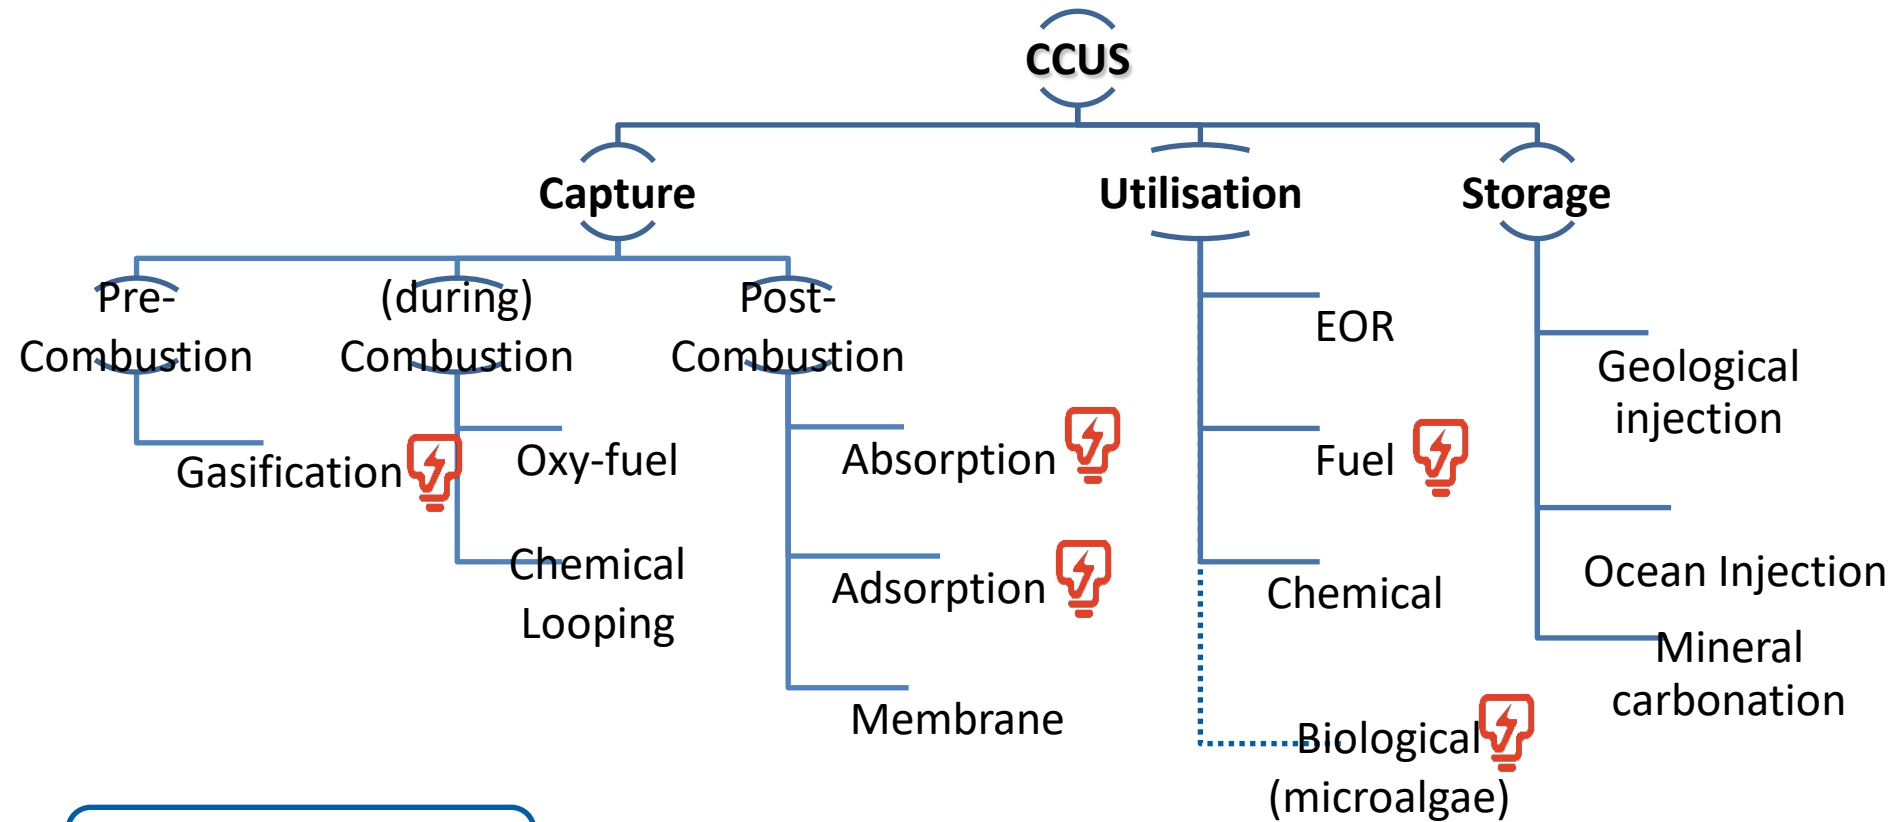 CCUS
Capture
Utilisation
Storage
Pre-
Combustion
(during)
Combustion
Post-
Combustion
Gasification
Oxy-fuel
Chemical
Looping
Absorption
Adsorption
Membrane
EOR
Fuel
Chemical
Biological
(microalgae)
Geological
injection
Ocean Injection
Mineral
carbonation